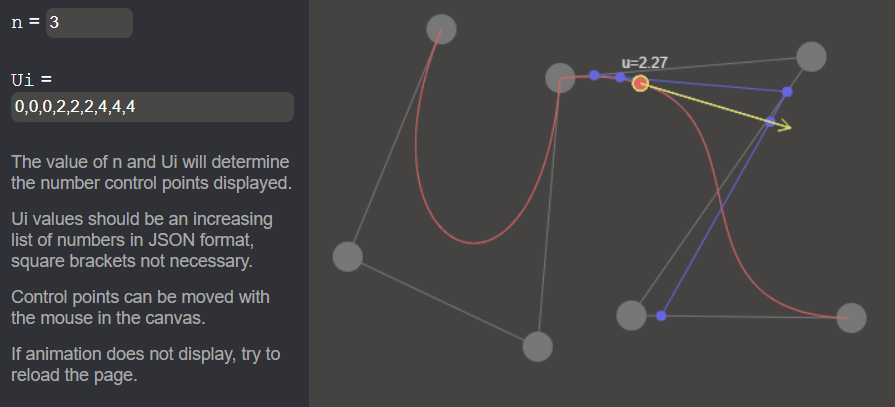 n = 3
Ui =
0,0,0,2,2,2,4,4,4
The value of n and Ui will determine
the number control points displayed.
Ui values should be an increasing
list of numbers in JSON format,
square brackets not necessary.
Control points can be moved with
the mouse in the canvas.
If animation does not display, try to
reload the page.
u=2.27